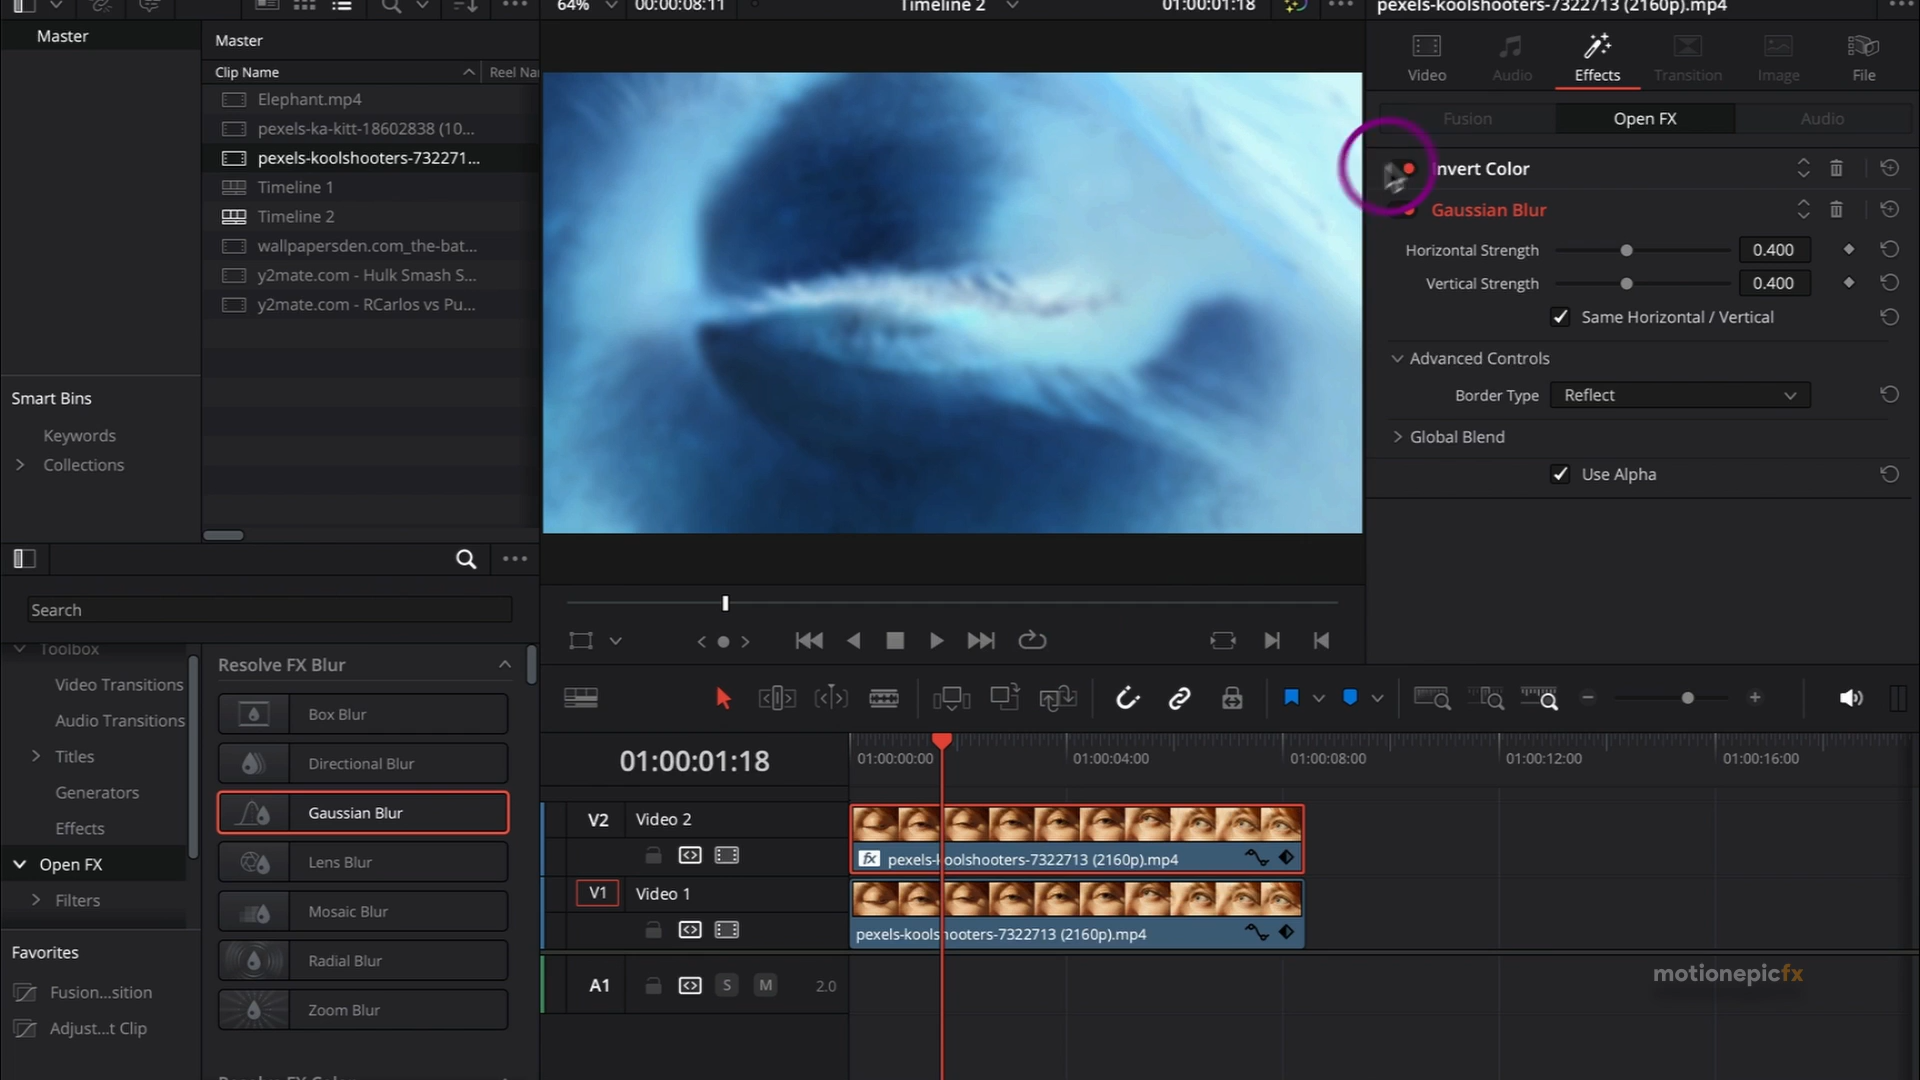 64%
00:00:08:11
Timeline 2
01:00:01:18
pexels-koolshooters-7322713 (2160p).mp4
Master
Master
Clip Name
Reel Na
Elephant.mp4
pexels-ka-kitt-18602838 (10...
pexels-koolshooters-732271...
Timeline 1
Timeline 2
wallpapersden.com_the-bat...
y2mate.com - Hulk Smash S...
y2mate.com - RCarlos vs Pu...
Smart Bins
Keywords
Collections
Video
Audio
Effects
Transition
Image
File
Fusion
Open FX
Audio
nvert Color
Gaussian Blur
Horizontal Strength
0.400
Vertical Strength
0.400
Same Horizontal / Vertical
Advanced Controls
Border Type
Reflect
Global Blend
Use Alpha
Search
Toolbox
Video Transitions
Audio Transitions
Titles
Generators
Effects
Open FX
Filters
Favorites
Fusion...sition
Adjust...t Clip
Resolve FX Blur
Box Blur
Directional Blur
Gaussian Blur
Lens Blur
Mosaic Blur
Radial Blur
Zoom Blur
01:00:01:18
01:00:00:00
01:00:04:00
01:00:08:00
01:00:12:00
01:00:16:00
V2
Video 2
fx
pexels-koolshooters-7322713 (2160p).mp4
V1
Video 1
pexels-koolshooters-7322713 (2160p).mp4
A1
S
M
2.0
motionepicfx